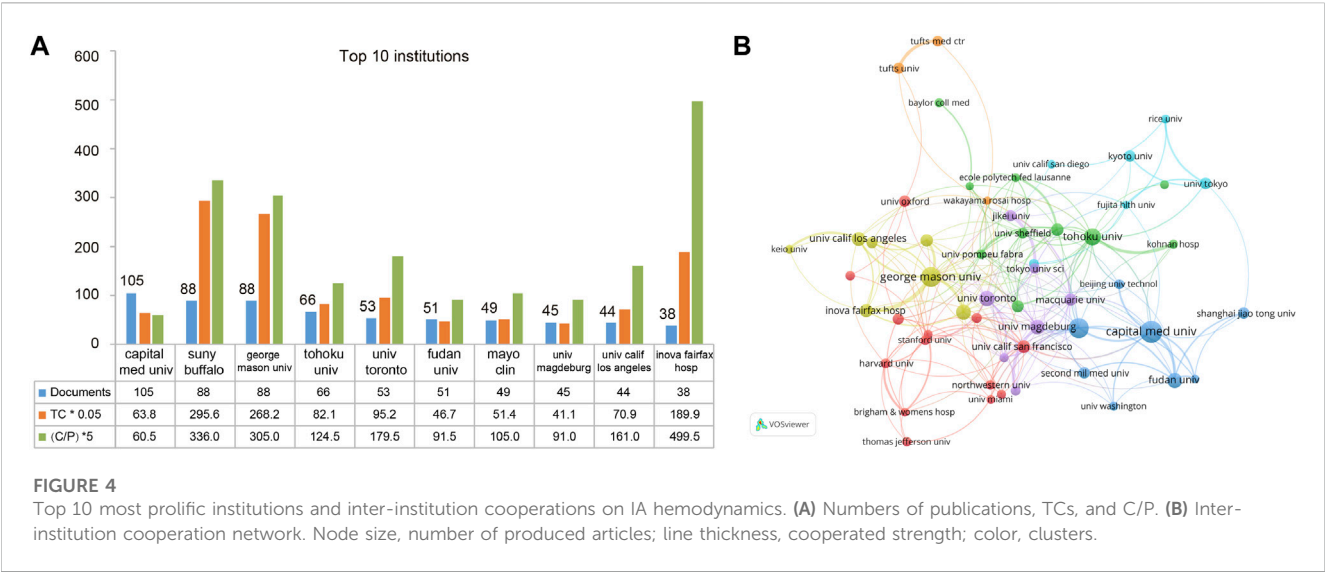 A
Top 10 institutions
600
500
400
300
200
100
0
105
88
88
66
53
51
49
45
44
38
capital med univ
suny buffalo
george mason univ
tohoku univ
univ toronto
fudan univ
mayo clin
univ magdeburg
univ calif los angeles
inova fairfax hosp
Documents 105 88 88 66 53 51 49 45 44 38
TC * 0.05 63.8 295.6 268.2 82.1 95.2 46.7 51.4 41.1 70.9 189.9
(C/P) *5 60.5 336.0 305.0 124.5 179.5 91.5 105.0 91.0 161.0 499.5
B
tufts med ctr
tufts univ
baylor coll med
rice univ
kyoto univ
univ calif san diego
ecole polytech fed lausanne
univ tokyo
univ oxford
wakayama rosai hosp
fujita hlth univ
jikei univ
univ calif los angeles
univ sheffield
tohoku univ
keio univ
kohnan hosp
univ pompeu fabra
george mason univ
tokyo univ sci
beijing univ technol
univ toronto
macquarie univ
inova fairfax hosp
shanghai jiao tong univ
univ magdeburg
capital med univ
stanford univ
univ calif san francisco
harvard univ
second mil med univ
fudan univ
northwestern univ
univ miami
univ washington
brigham & womens hosp
thomas jefferson univ
VOSviewer
FIGURE 4
Top 10 most prolific institutions and inter-institution cooperations on IA hemodynamics. (A) Numbers of publications, TCs, and C/P. (B) Inter-
institution cooperation network. Node size, number of produced articles; line thickness, cooperated strength; color, clusters.